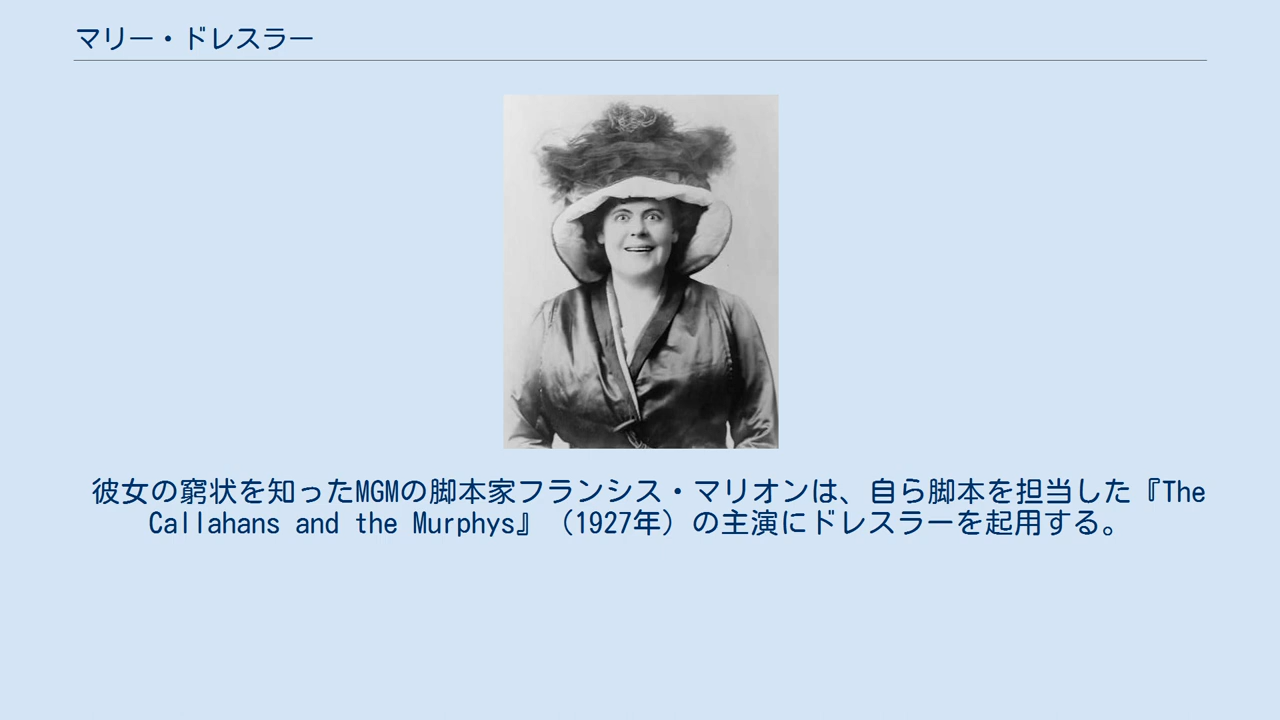 マリー・ドレスラー
彼女の窮状を知ったMGMの脚本家フランシス・マリオンは、自ら脚本を担当した『The
Callahans and the Murphys』（1927年）の主演にドレスラーを起用する。